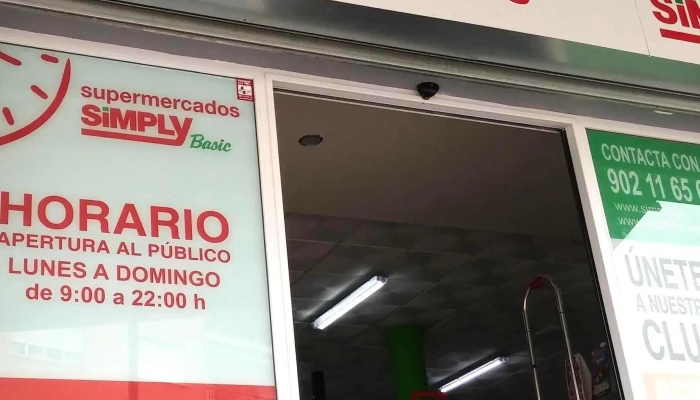 supermercados
SiMPLY
Basic
HORARIO
APERTURA AL PÚBLICO
LUNES A DOMINGO
de 9:00 a 22:00 h
CONTACTA CON
902 11 65
ÚNETE
A NUESTR
CLU